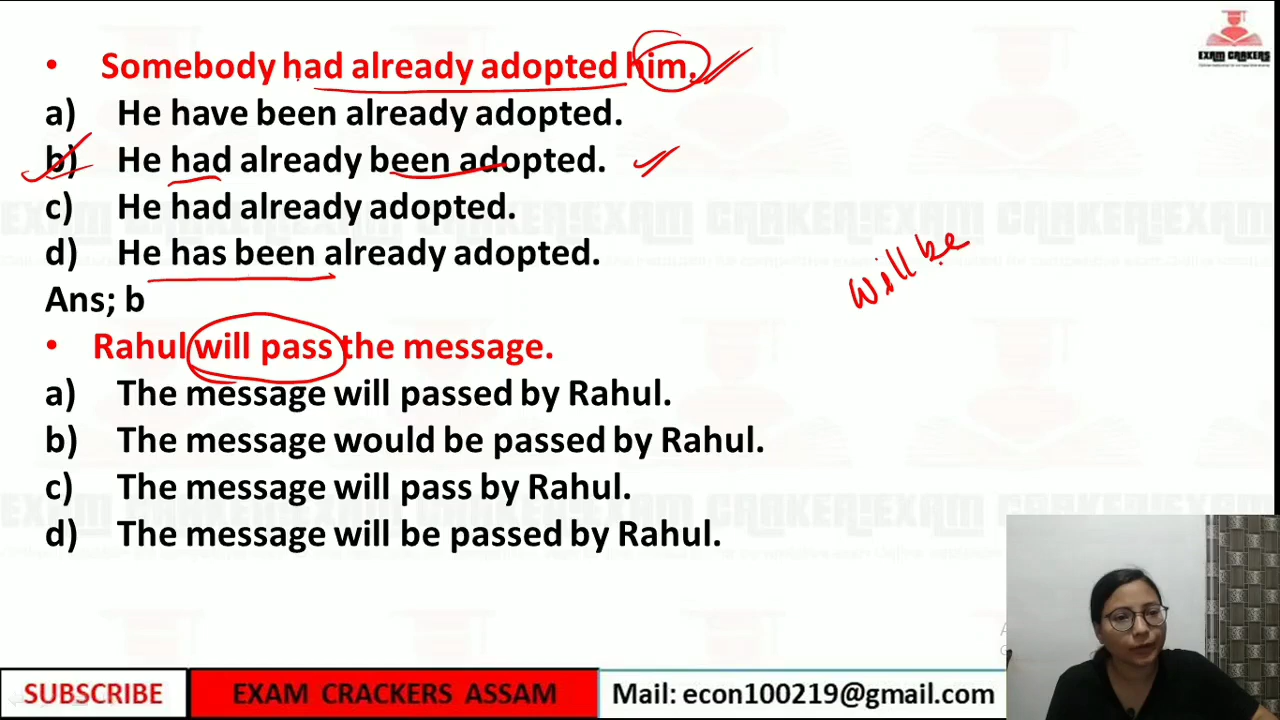 EXAM CRAKERS
• Somebody had already adopted him.
a) He have been already adopted.
b) He had already been adopted.
c) He had already adopted.
d) He has been already adopted.
will be
Ans; b
• Rahul will pass the message.
a) The message will passed by Rahul.
b) The message would be passed by Rahul.
c) The message will pass by Rahul.
d) The message will be passed by Rahul.
SUBSCRIBE EXAM CRACKERS ASSAM Mail: econ100219@gmail.com